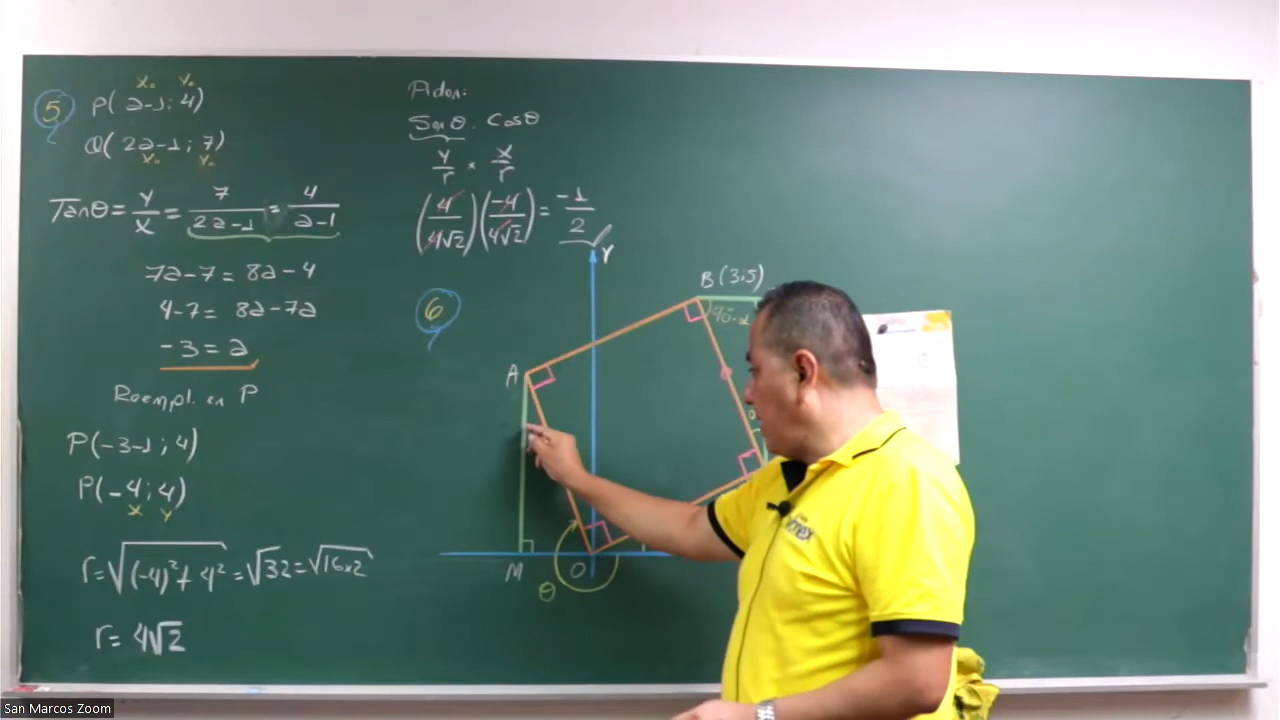 5
X₀ Y₀
P(a-1; 4)
Q(2a-1; 7)
X₀ Y₀
Tanθ = Y/X = 7/(2a-1) = 4/(a-1)
7a-7 = 8a-4
4-7 = 8a-7a
-3 = a
Reempl. en P
P(-3-1; 4)
P(-4; 4)
X Y
r = √((-4)² + 4²) = √32 = √(16x2)
r = 4√2
Piden:
Senθ . Cosθ
Y/r × X/r
(4/4√2)(-4/4√2) = -1/2
6
Y
B (3;5)
90-α
A
M
O
θ
San Marcos Zoom